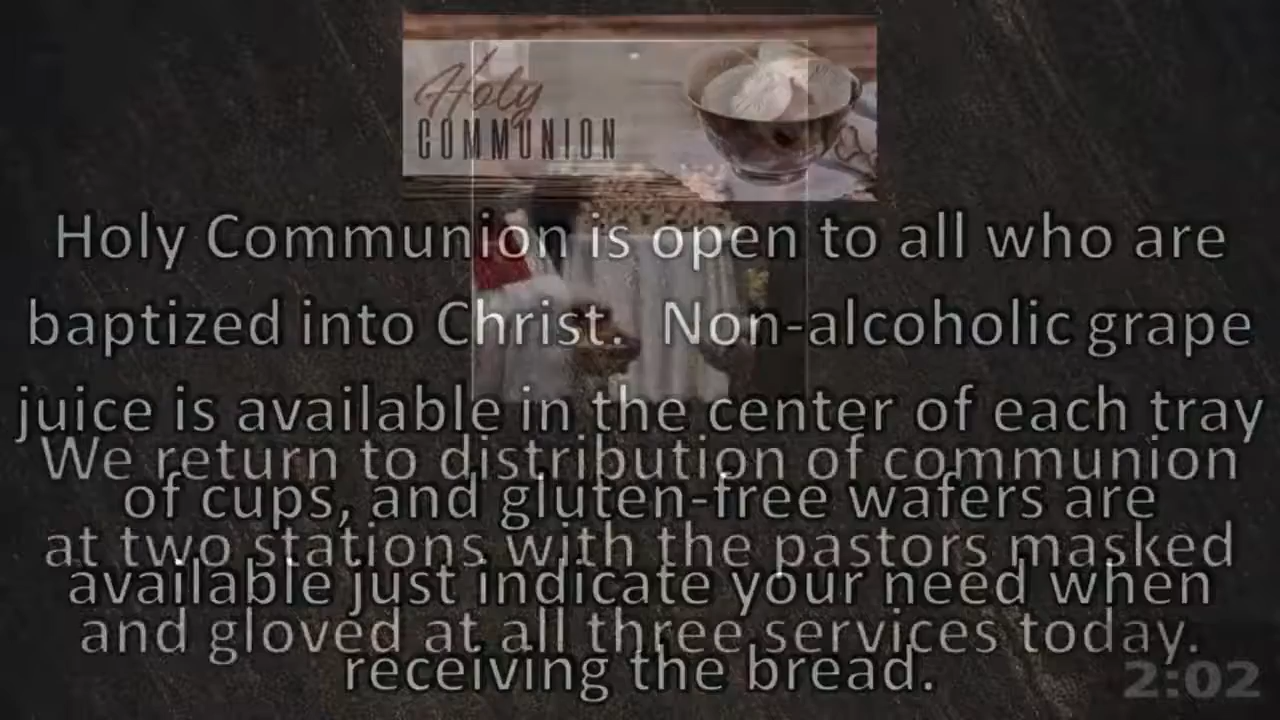 Holy
COMMUNION
Holy Communion is open to all who are
baptized into Christ.  Non-alcoholic grape
juice is available in the center of each tray
of cups, and gluten-free wafers are
available just indicate your need when
receiving the bread.
We return to distribution of communion
at two stations with the pastors masked
and gloved at all three services today.
2:02